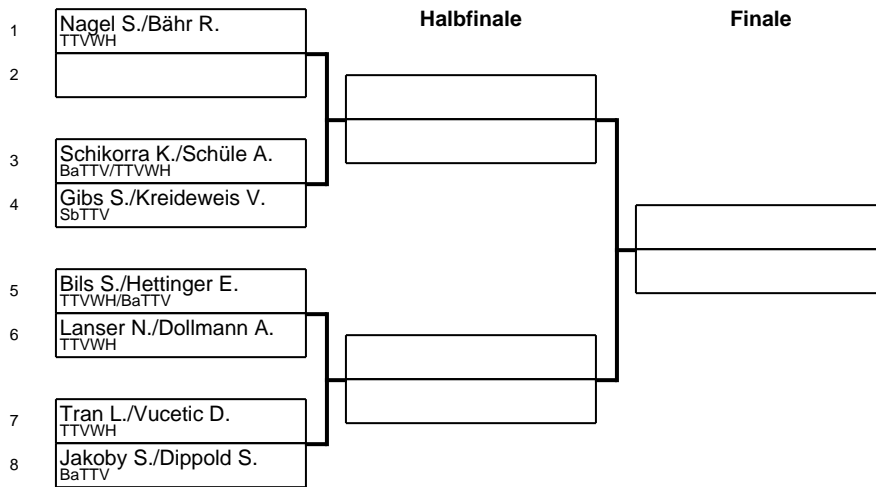 Halbfinale
Finale
1
Nagel S./Bähr R.
TTVWH
2
3
Schikorra K./Schüle A.
BaTTV/TTVWH
4
Gibs S./Kreideweis V.
SbTTV
5
Bils S./Hettinger E.
TTVWH/BaTTV
6
Lanser N./Dollmann A.
TTVWH
7
Tran L./Vucetic D.
TTVWH
8
Jakoby S./Dippold S.
BaTTV